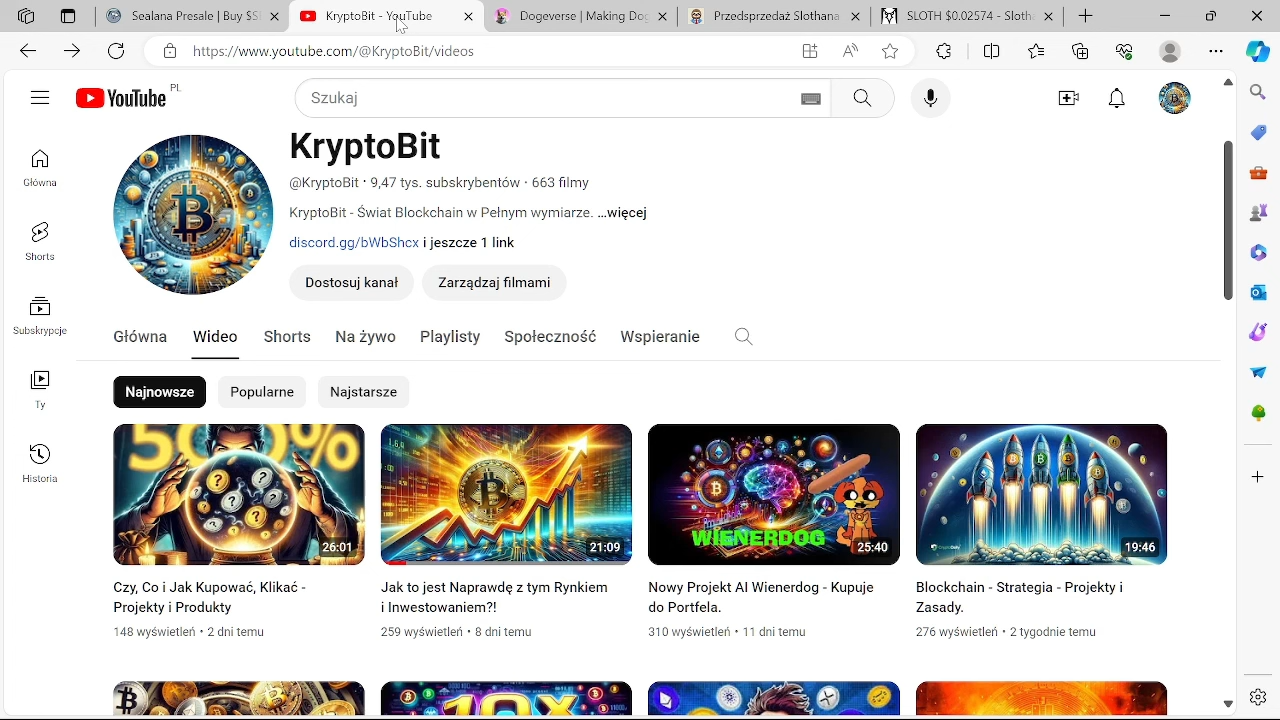 Sealana Presale | Buy $S
KryptoBit - YouTube
Dogeverse | Making Dog
Przedsprzedaż Slothana
SLOTH $0.02574 - Sloth
https://www.youtube.com/@KryptoBit/videos
YouTube PL
Szukaj
Główna
Shorts
Subskrypcje
Ty
Historia
KryptoBit
@KryptoBit • 9,47 tys. subskrybentów • 663 filmy
KryptoBit - Świat Blockchain w Pełnym wymiarze. ...więcej
discord.gg/bWbShcx i jeszcze 1 link
Dostosuj kanał
Zarządzaj filmami
Główna Wideo Shorts Na żywo Playlisty Społeczność Wspieranie
Najnowsze Popularne Najstarsze
500%
26:01
Czy, Co i Jak Kupować, Klikać -
Projekty i Produkty
148 wyświetleń • 2 dni temu
21:09
Jak to jest Naprawdę z tym Rynkiem
i Inwestowaniem?!
259 wyświetleń • 8 dni temu
WIENERDOG
25:40
Nowy Projekt AI Wienerdog - Kupuje
do Portfela.
310 wyświetleń • 11 dni temu
19:46
Blockchain - Strategia - Projekty i
Zasady.
276 wyświetleń • 2 tygodnie temu
10X